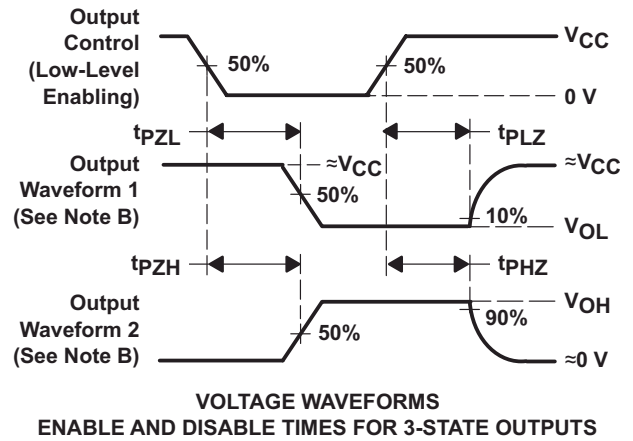 Output
Control
(Low-Level
Enabling)
50%
50%
VCC
0 V
tPZL
tPLZ
Output
Waveform 1
(See Note B)
≈VCC
50%
≈VCC
10%
VOL
tPZH
tPHZ
Output
Waveform 2
(See Note B)
50%
VOH
90%
≈0 V
VOLTAGE WAVEFORMS
ENABLE AND DISABLE TIMES FOR 3-STATE OUTPUTS